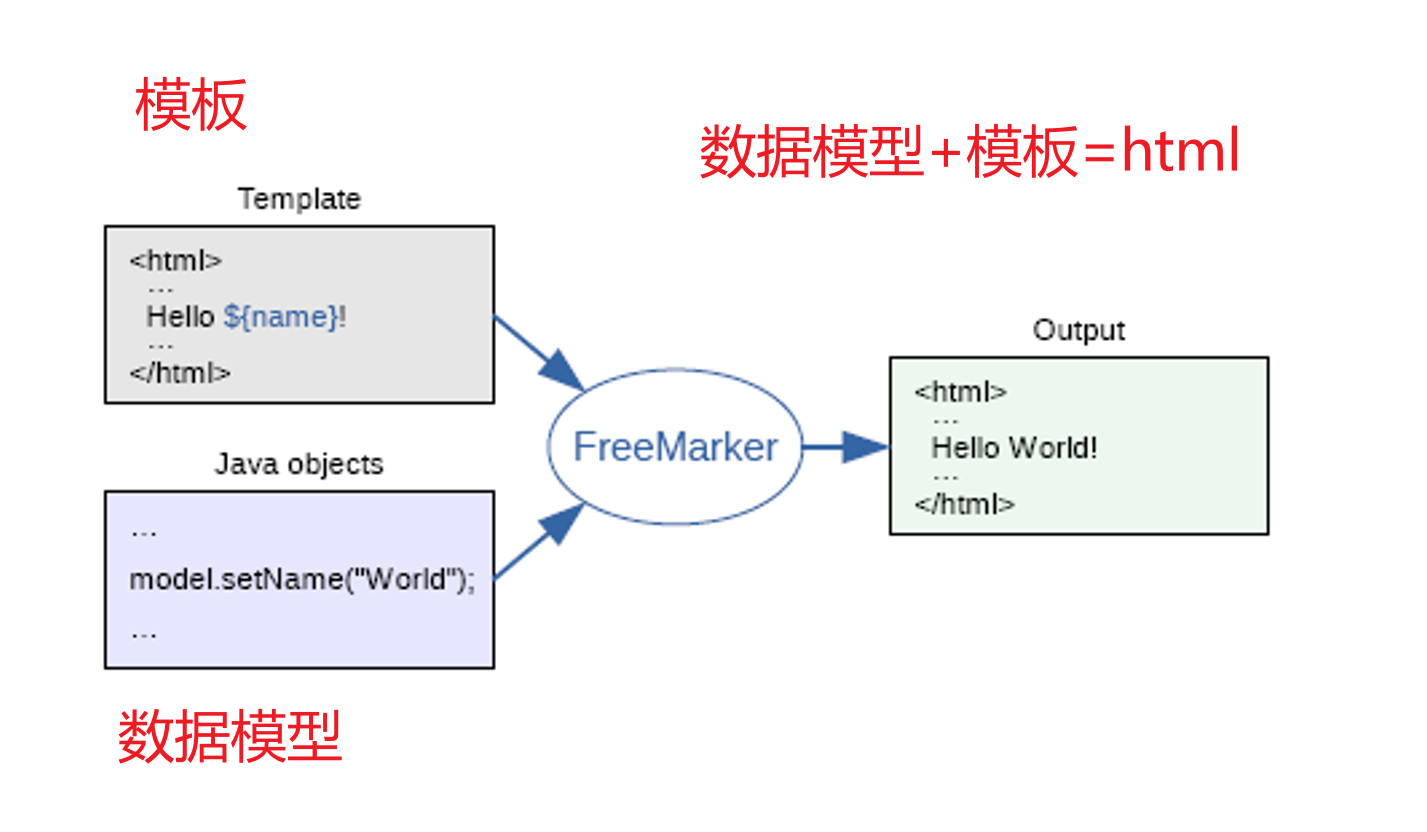 模板
数据模型+模板=html
Template
<html>
...
Hello ${name}!
...
</html>
Java objects
...
model.setName("World");
...
数据模型
FreeMarker
Output
<html>
...
Hello World!
...
</html>